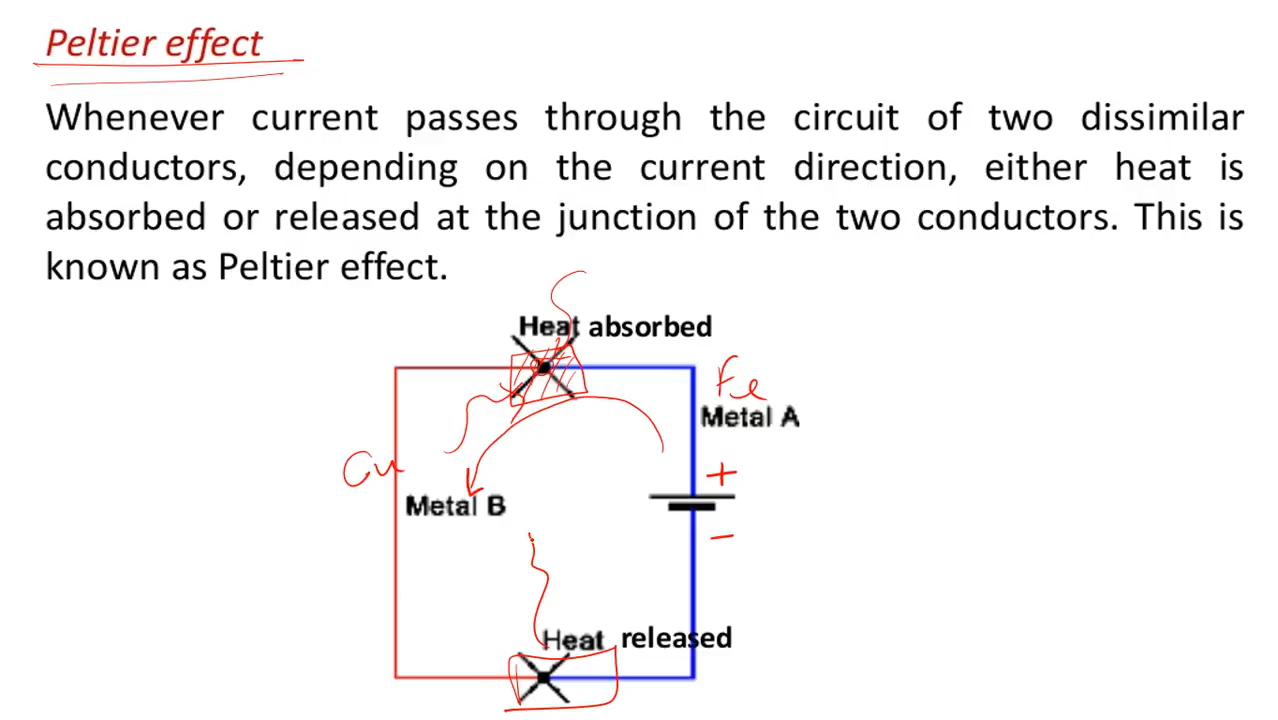 Peltier effect
Whenever current passes through the circuit of two dissimilar
conductors, depending on the current direction, either heat is
absorbed or released at the junction of the two conductors. This is
known as Peltier effect.
Heat absorbed
Fe
Metal A
Cu
+
Metal B
-
Heat released